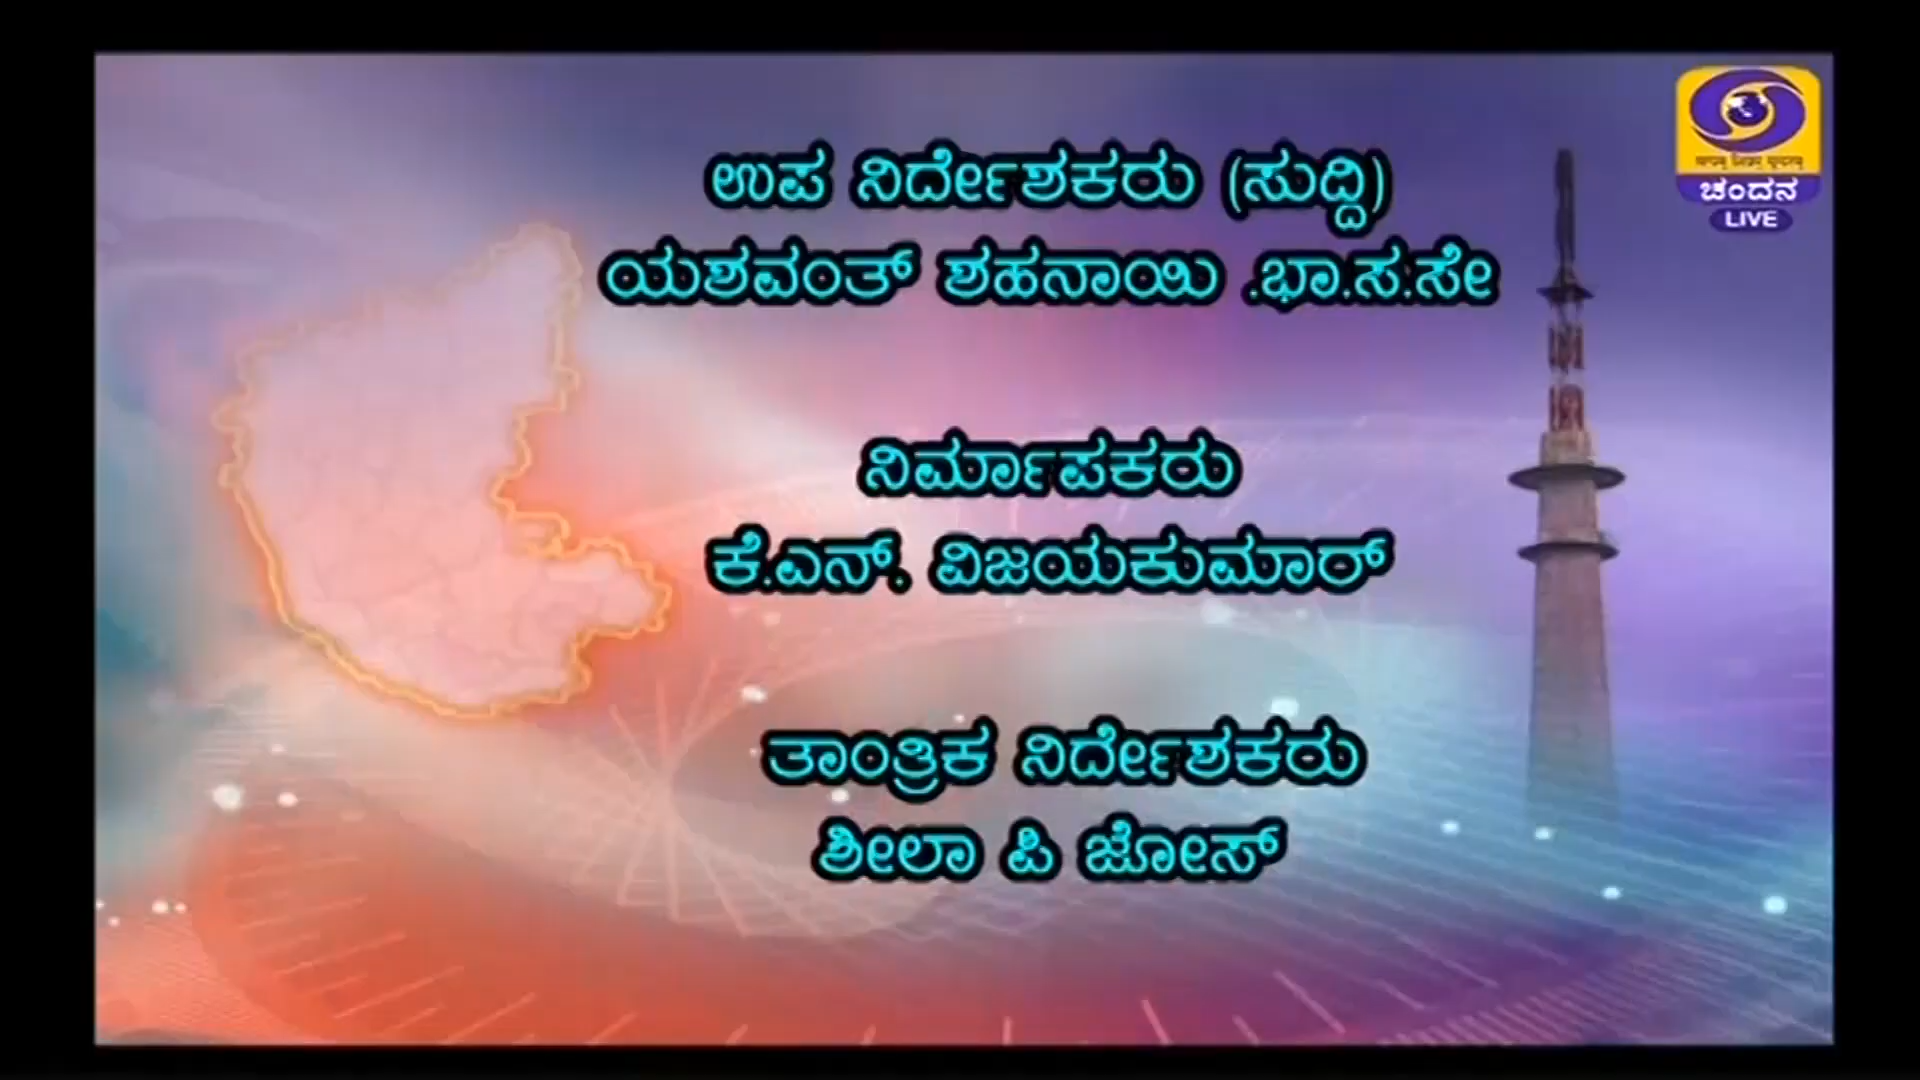 ಉಪ ನಿರ್ದೇಶಕರು (ಸುದ್ದಿ)
ಯಶವಂತ್ ಶಹನಾಯಿ .ಭಾ.ಸ.ಸೇ
ನಿರ್ಮಾಪಕರು
ಕೆ.ಎನ್. ವಿಜಯಕುಮಾರ್
ತಾಂತ್ರಿಕ ನಿರ್ದೇಶಕರು
ಶೀಲಾ ಪಿ ಜೋಸ್
ಚಂದನ
LIVE